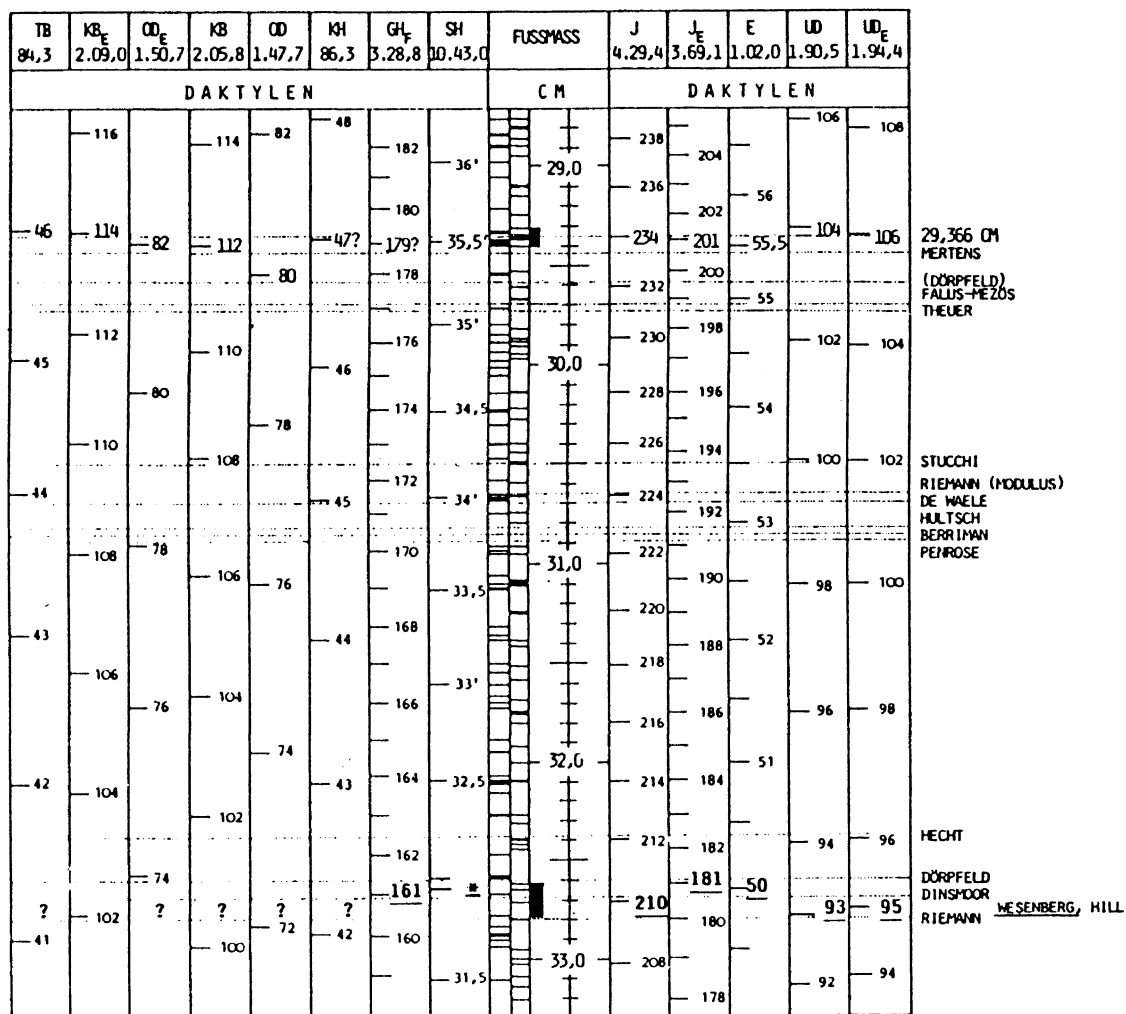 TB KB_E OD_E KB OD KH GH_F SH FUSSMASS J J_E E UD UD_E
84,3 2.09,0 1.50,7 2.05,8 1.47,7 86,3 3.28,8 10.43,0 4.29,4 3.69,1 1.02,0 1.90,5 1.94,4
DAKTYLEN CM DAKTYLEN
48 106
116 82 108
114 182 238
36' 29,0 204
236 56
180 202
46 114 47? 234 104 106 29,366 CM
82 112 179? 35,5' 201 55,5 MERTENS
80 178 200 (DÖRPFELD)
232 55 FALUS-MEZÖS
35' 198 THEUER
112 176 230 102 104
45 110 46 30,0
80 228 196
174 34,5 54
78
110 226 194
108 100 102 STUCCHI
172 RIEMANN (MODULUS)
44 45 34' 224 DE WAELE
192 53 HULTSCH
BERRIMAN
108 78 170 222 PENROSE
31,0
106 76 33,5 190 98 100
220
43 44 168 52
188
106 218
33'
104 76 166 216 186 96 98
74 32,0 51
42 43 164 32,5 214 184
104
102
212 94 96 HECHT
162 182
74 181 DÖRPFELD
161 * 50 DINSMOOR
? 102 ? ? ? ? 210 180 93 95 RIEMANN WESENBERG, HILL
72
41 100 42 160
33,0 208
31,5 92 94
178